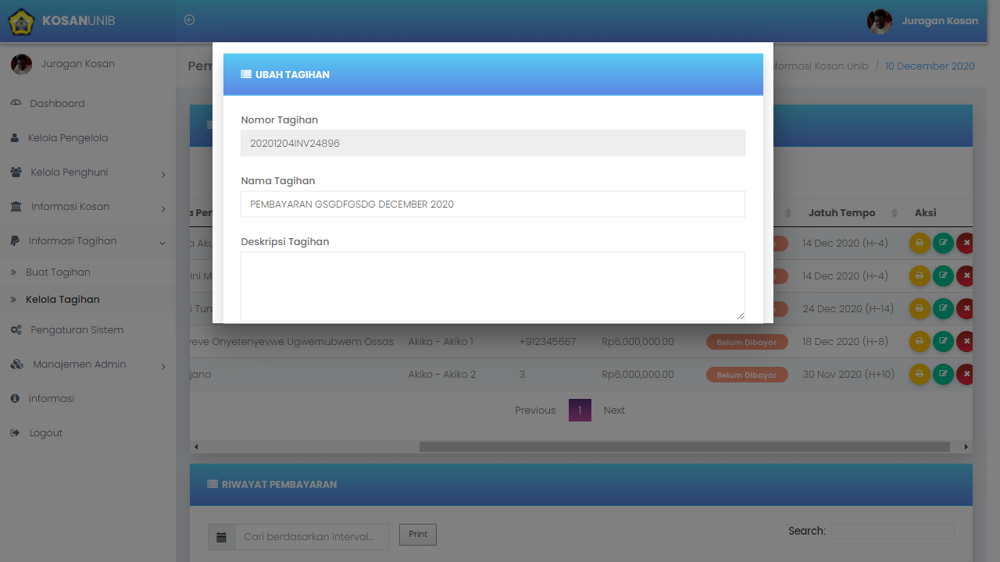 KOSANUNIB
Juragan Kosan
Juragan Kosan
Dashboard
Kelola Pengelola
Kelola Penghuni
Informasi Kosan
Informasi Tagihan
Buat Tagihan
Kelola Tagihan
Pengaturan Sistem
Manajemen Admin
Informasi
Logout
Pem
formasi Kosan Unib / 10 December 2020
UBAH TAGIHAN
Nomor Tagihan
20201204INV24896
Nama Tagihan
PEMBAYARAN GSGDFGSDG DECEMBER 2020
Deskripsi Tagihan
a Pen Jatuh Tempo Aksi
a Aku 14 Dec 2020 (H-4)
Ini M 14 Dec 2020 (H-4)
i Tun 24 Dec 2020 (H-14)
veve Onyetenyevwe Ugwemubwem Ossas Akiko - Akiko 1 +912345667 Rp6,000,000.00 Belum Dibayar 18 Dec 2020 (H-8)
jana Akiko - Akiko 2 3 Rp6,000,000.00 Belum Dibayar 30 Nov 2020 (H+10)
Previous 1 Next
RIWAYAT PEMBAYARAN
Cari berdasarkan interval... Print Search: